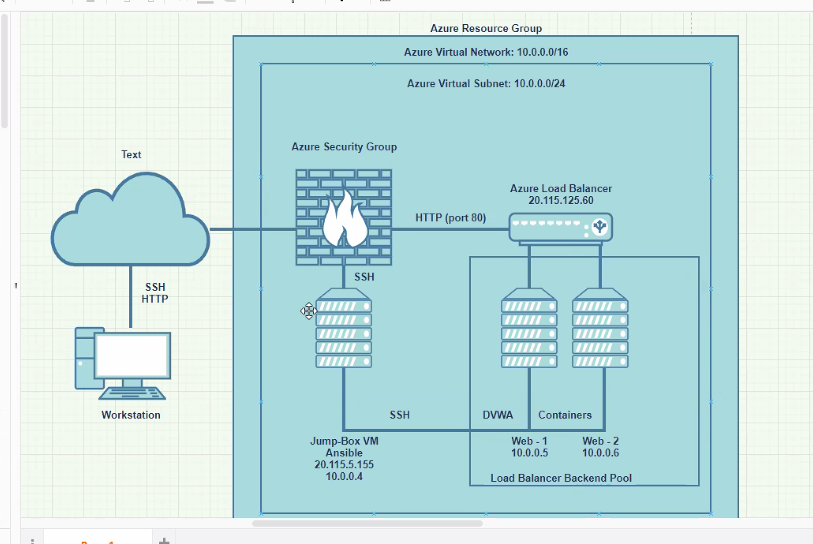 Azure Resource Group
Azure Virtual Network: 10.0.0.0/16
Azure Virtual Subnet: 10.0.0.0/24
Text
Azure Security Group
Azure Load Balancer
20.115.125.60
HTTP (port 80)
SSH
SSH
HTTP
Workstation
SSH
DVWA
Containers
Jump-Box VM
Ansible
20.115.5.155
10.0.0.4
Web - 1
10.0.0.5
Web - 2
10.0.0.6
Load Balancer Backend Pool